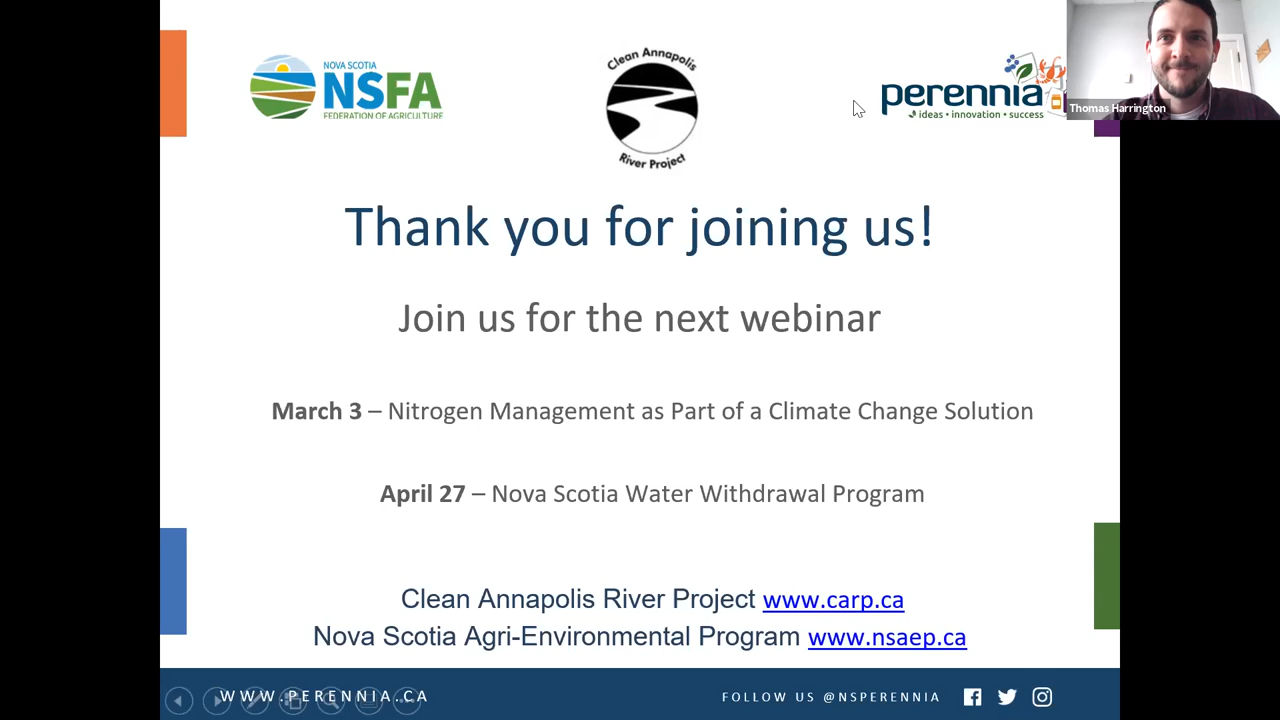 NOVA SCOTIA
NSFA
FEDERATION OF AGRICULTURE
Clean Annapolis
River Project
perennia
ideas • innovation • success
Thomas Harrington
Thank you for joining us!
Join us for the next webinar
March 3 – Nitrogen Management as Part of a Climate Change Solution
April 27 – Nova Scotia Water Withdrawal Program
Clean Annapolis River Project www.carp.ca
Nova Scotia Agri-Environmental Program www.nsaep.ca
WWW.PERENNIA.CA
FOLLOW US @NSPERENNIA